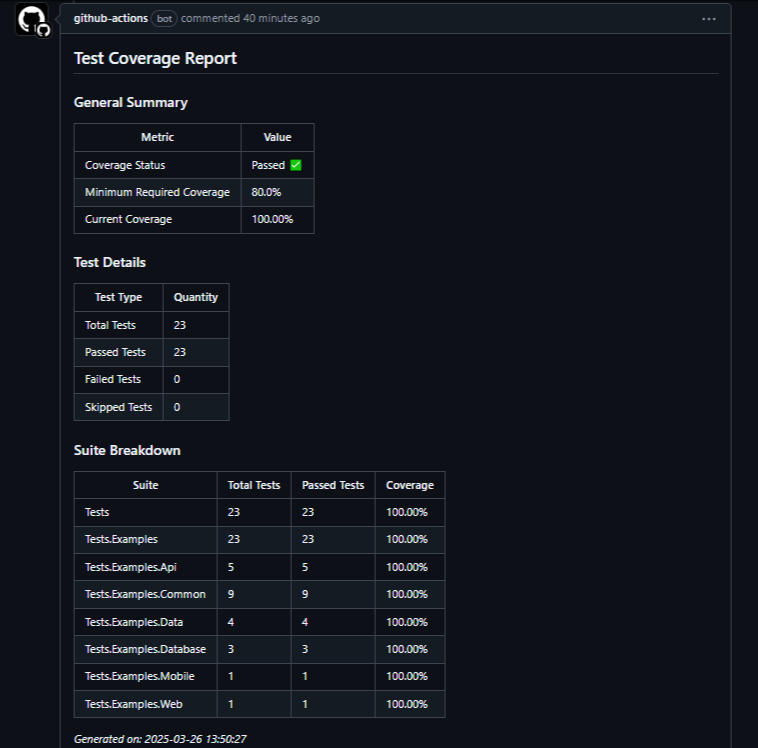 github-actions bot commented 40 minutes ago ...
Test Coverage Report
General Summary
Metric Value
Coverage Status Passed ✅
Minimum Required Coverage 80.0%
Current Coverage 100.00%
Test Details
Test Type Quantity
Total Tests 23
Passed Tests 23
Failed Tests 0
Skipped Tests 0
Suite Breakdown
Suite Total Tests Passed Tests Coverage
Tests 23 23 100.00%
Tests.Examples 23 23 100.00%
Tests.Examples.Api 5 5 100.00%
Tests.Examples.Common 9 9 100.00%
Tests.Examples.Data 4 4 100.00%
Tests.Examples.Database 3 3 100.00%
Tests.Examples.Mobile 1 1 100.00%
Tests.Examples.Web 1 1 100.00%
Generated on: 2025-03-26 13:50:27